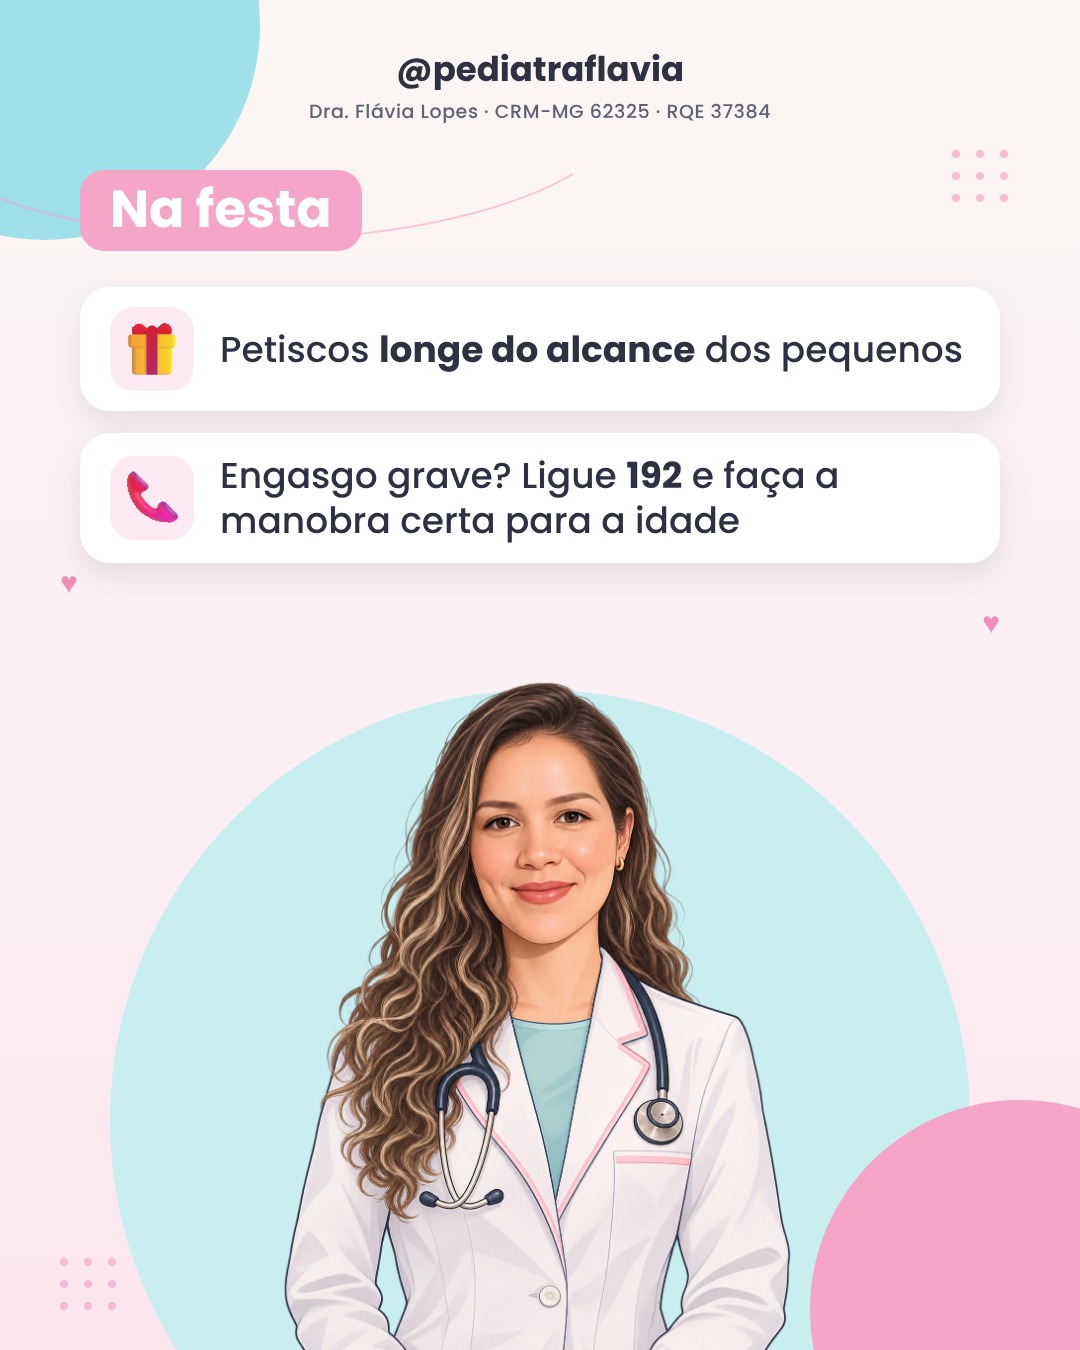 @pediatraflavia
Dra. Flávia Lopes · CRM-MG 62325 · RQE 37384
Na festa
Petiscos longe do alcance dos pequenos
Engasgo grave? Ligue 192 e faça a
manobra certa para a idade